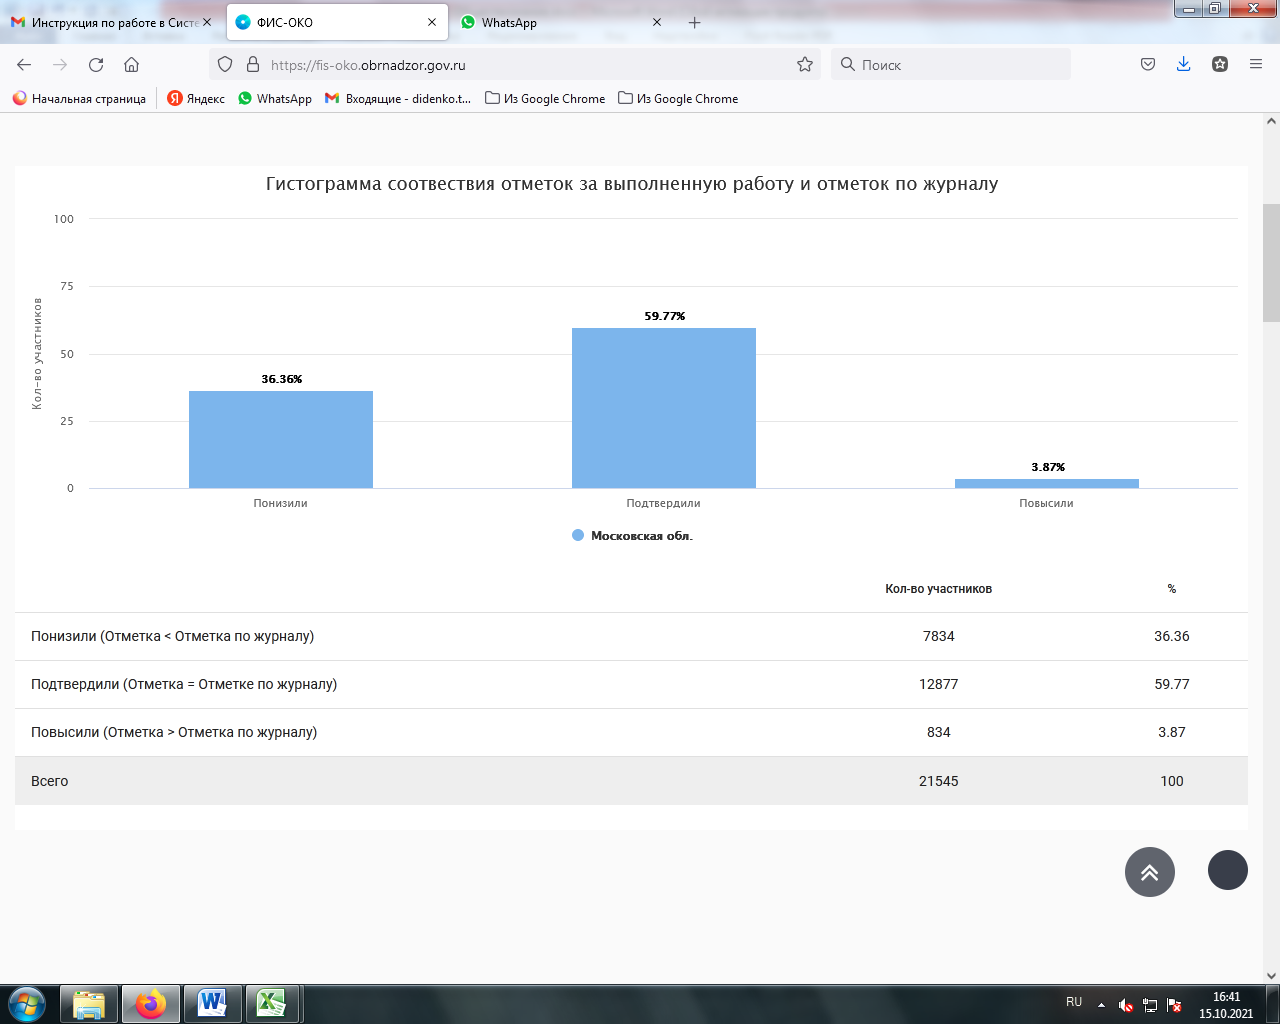 Инструкция по работе в Систе
ФИС-ОКО
WhatsApp
https://fis-oko.obrnadzor.gov.ru
Поиск
Начальная страница
Яндекс
WhatsApp
Входящие - didenko.t...
Из Google Chrome
Из Google Chrome
Гистограмма соотвествия отметок за выполненную работу и отметок по журналу
100
75
50
25
0
Кол-во участников
36.36%
59.77%
3.87%
Понизили
Подтвердили
Повысили
Московская обл.
Кол-во участников %
Понизили (Отметка < Отметка по журналу) 7834 36.36
Подтвердили (Отметка = Отметке по журналу) 12877 59.77
Повысили (Отметка > Отметка по журналу) 834 3.87
Всего 21545 100
RU
16:41
15.10.2021